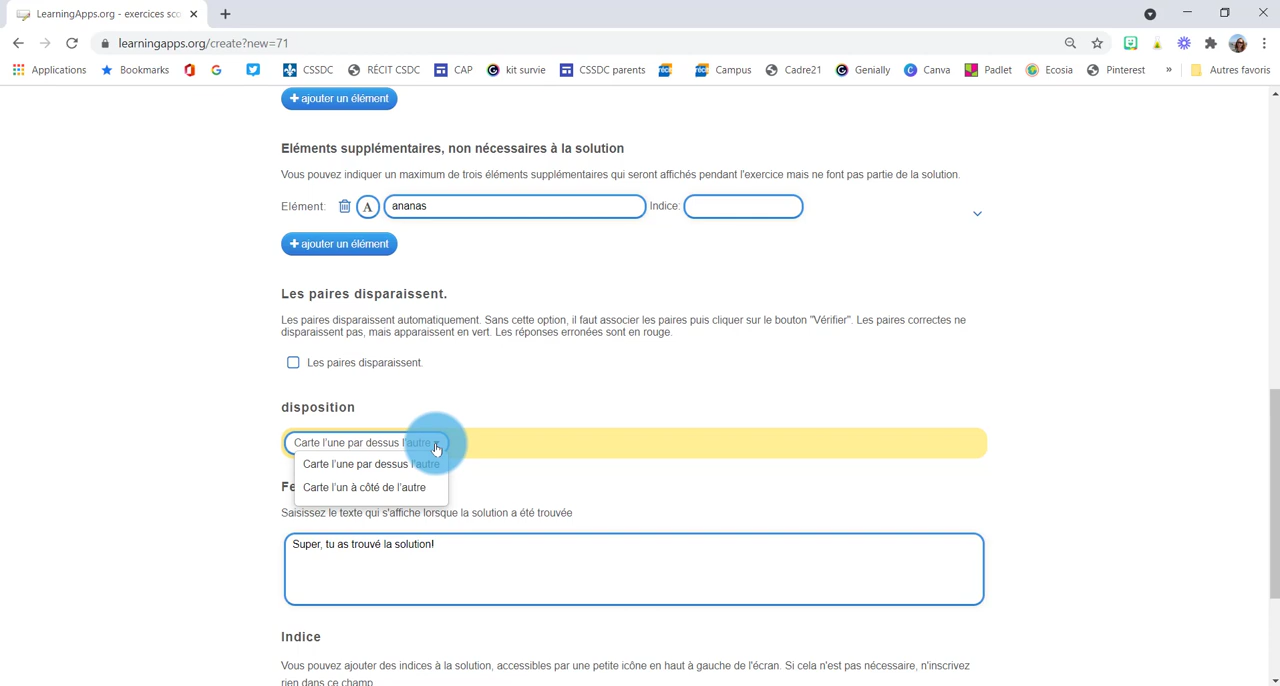 LearningApps.org - exercices sco
learningapps.org/create?new=71
Applications Bookmarks CSSDC RÉCIT CSDC CAP kit survie CSSDC parents Campus Cadre21 Genially Canva Padlet Ecosia Pinterest » Autres favoris
+ ajouter un élément
Eléments supplémentaires, non nécessaires à la solution
Vous pouvez indiquer un maximum de trois éléments supplémentaires qui seront affichés pendant l'exercice mais ne font pas partie de la solution.
Elément: A ananas Indice:
+ ajouter un élément
Les paires disparaissent.
Les paires disparaissent automatiquement. Sans cette option, il faut associer les paires puis cliquer sur le bouton "Vérifier". Les paires correctes ne
disparaissent pas, mais apparaissent en vert. Les réponses erronées sont en rouge.
Les paires disparaissent.
disposition
Carte l'une par dessus l'autre
Carte l'une par dessus l'autre
Carte l'un à côté de l'autre
Saisissez le texte qui s'affiche lorsque la solution a été trouvée
Super, tu as trouvé la solution!
Indice
Vous pouvez ajouter des indices à la solution, accessibles par une petite icône en haut à gauche de l'écran. Si cela n'est pas nécessaire, n'inscrivez
rien dans ce champ.